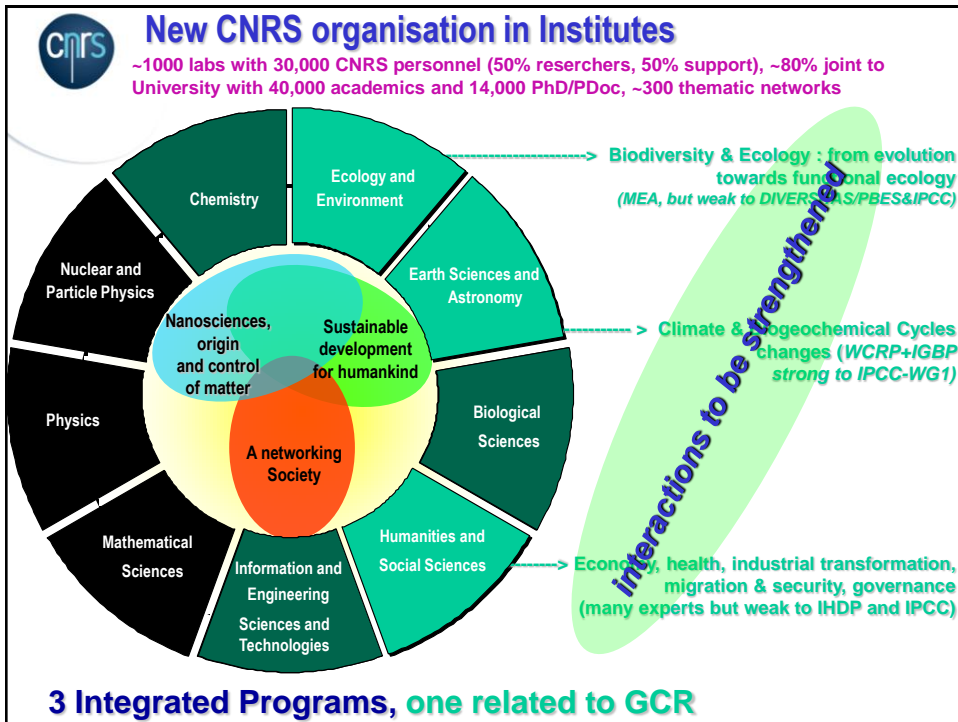 cnrs
New CNRS organisation in Institutes
~1000 labs with 30,000 CNRS personnel (50% reserchers, 50% support), ~80% joint to
University with 40,000 academics and 14,000 PhD/PDoc, ~300 thematic networks
Chemistry
Ecology and
Environment
Nuclear and
Particle Physics
Earth Sciences and
Astronomy
Physics
Biological
Sciences
Mathematical
Sciences
Information and
Engineering
Sciences and
Technologies
Humanities and
Social Sciences
Nanosciences,
origin
and control
of matter
Sustainable
development
for humankind
A networking
Society
Biodiversity & Ecology : from evolution
towards functional ecology
(MEA, but weak to DIVERSITAS/PBES&IPCC)
Climate & Biogeochemical Cycles
changes (WCRP+IGBP
strong to IPCC-WG1)
Economy, health, industrial transformation,
migration & security, governance
(many experts but weak to IHDP and IPCC)
interactions to be strengthened
3 Integrated Programs, one related to GCR